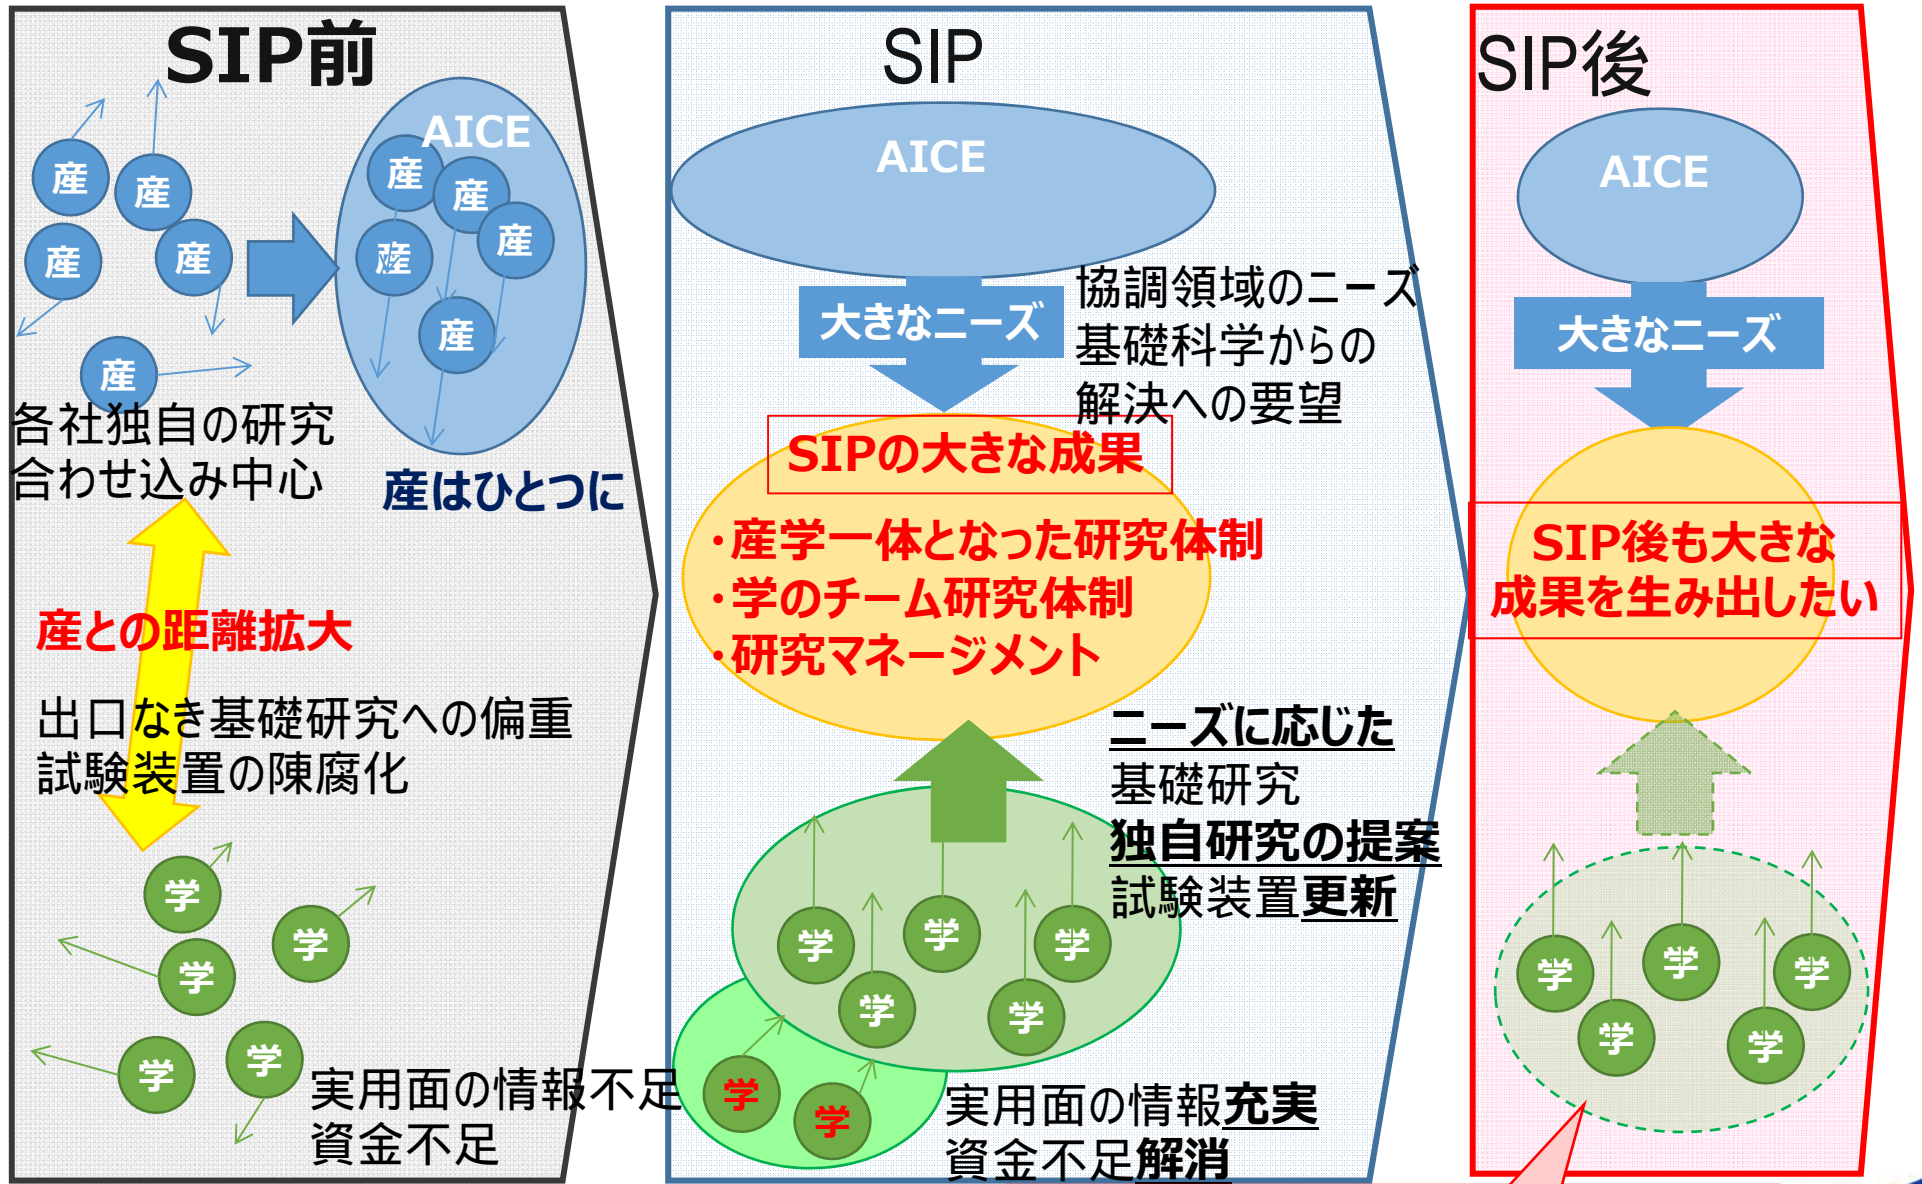 SIP前
AICE
産
産
産
産
産
産
産
産
産
産
各社独自の研究
合わせ込み中心
産はひとつに
産との距離拡大
出口なき基礎研究への偏重
試験装置の陳腐化
学
学
学
学
学
実用面の情報不足
資金不足
SIP
AICE
大きなニーズ
協調領域のニーズ
基礎科学からの
解決への要望
SIPの大きな成果
・産学一体となった研究体制
・学のチーム研究体制
・研究マネージメント
ニーズに応じた
基礎研究
独自研究の提案
試験装置更新
学
学
学
学
学
学
学
実用面の情報充実
資金不足解消
SIP後
AICE
大きなニーズ
SIP後も大きな
成果を生み出したい
学
学
学
学
学